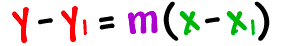 y - y₁ = m(x - x₁)